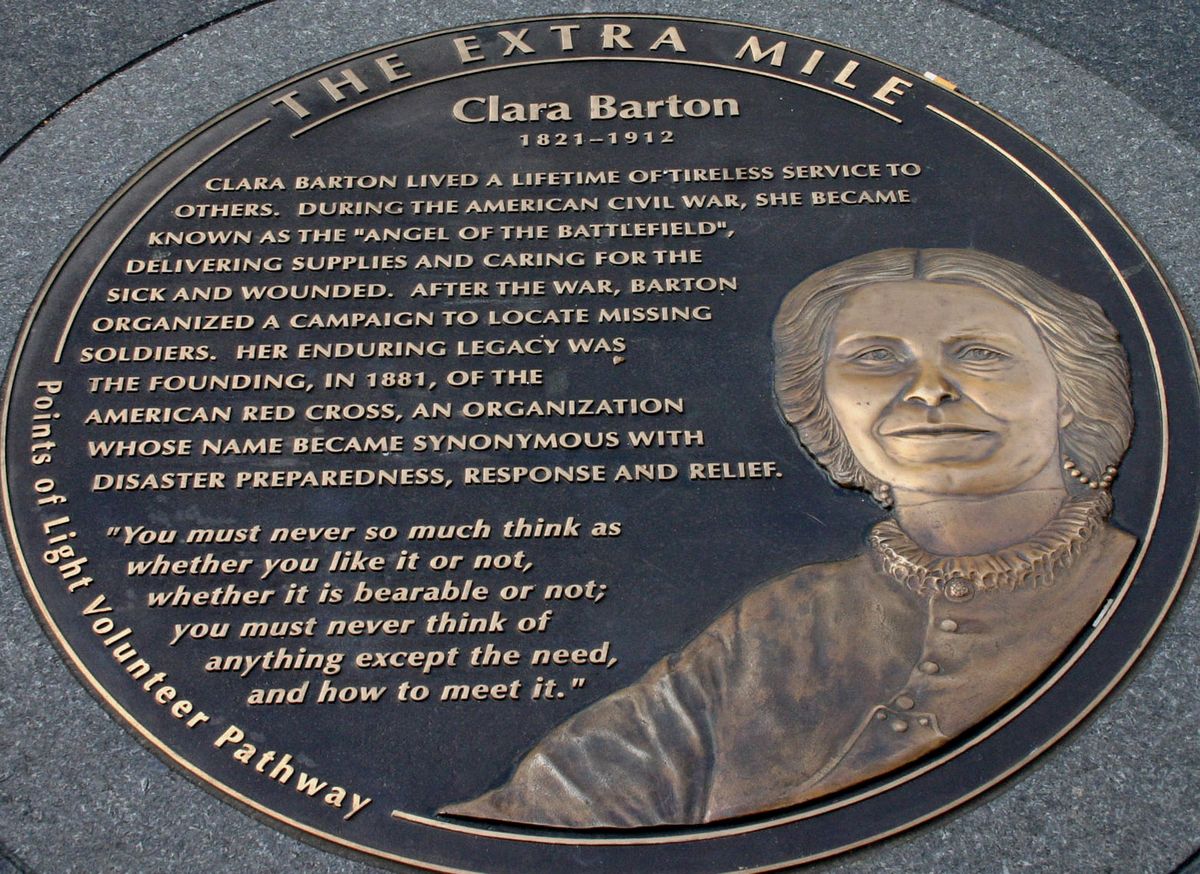 THE EXTRA MILE
Clara Barton
1821–1912
CLARA BARTON LIVED A LIFETIME OF TIRELESS SERVICE TO
OTHERS. DURING THE AMERICAN CIVIL WAR, SHE BECAME
KNOWN AS THE "ANGEL OF THE BATTLEFIELD",
DELIVERING SUPPLIES AND CARING FOR THE
SICK AND WOUNDED. AFTER THE WAR, BARTON
ORGANIZED A CAMPAIGN TO LOCATE MISSING
SOLDIERS. HER ENDURING LEGACY WAS
THE FOUNDING, IN 1881, OF THE
AMERICAN RED CROSS, AN ORGANIZATION
WHOSE NAME BECAME SYNONYMOUS WITH
DISASTER PREPAREDNESS, RESPONSE AND RELIEF.
"You must never so much think as
whether you like it or not,
whether it is bearable or not;
you must never think of
anything except the need,
and how to meet it."
Points of Light Volunteer Pathway